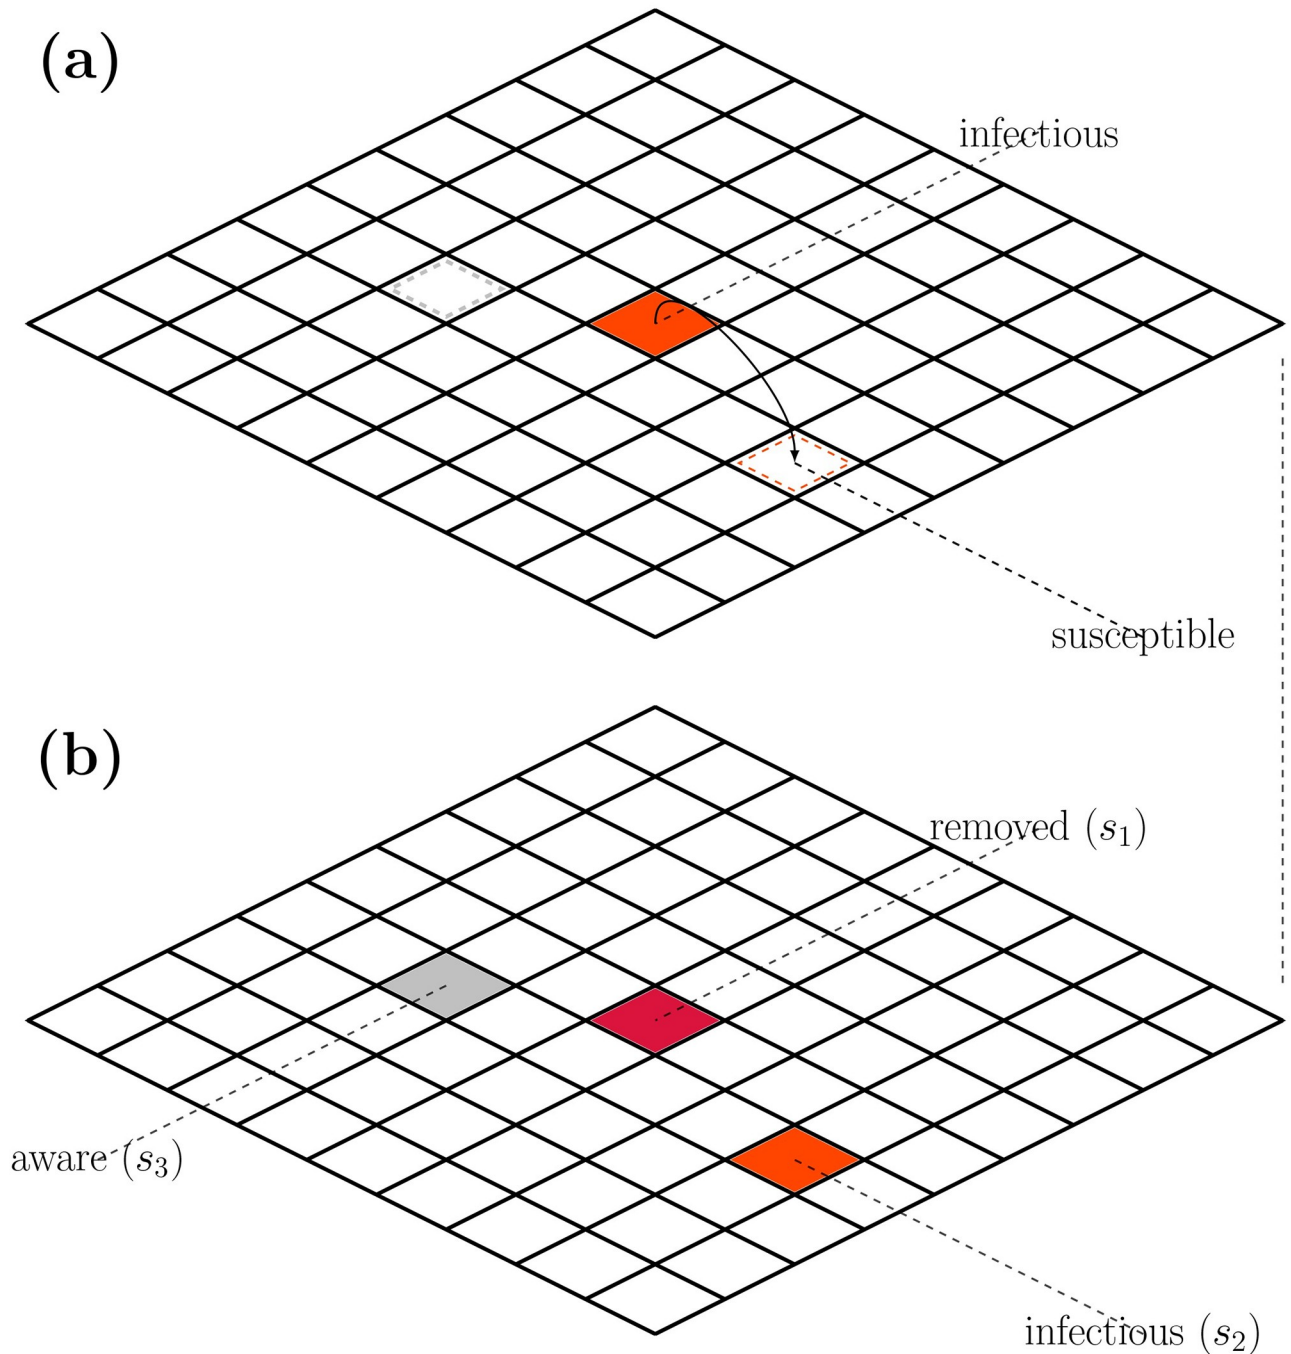 (a)
infectious
susceptible
(b)
removed (s₁)
aware (s₃)
infectious (s₂)